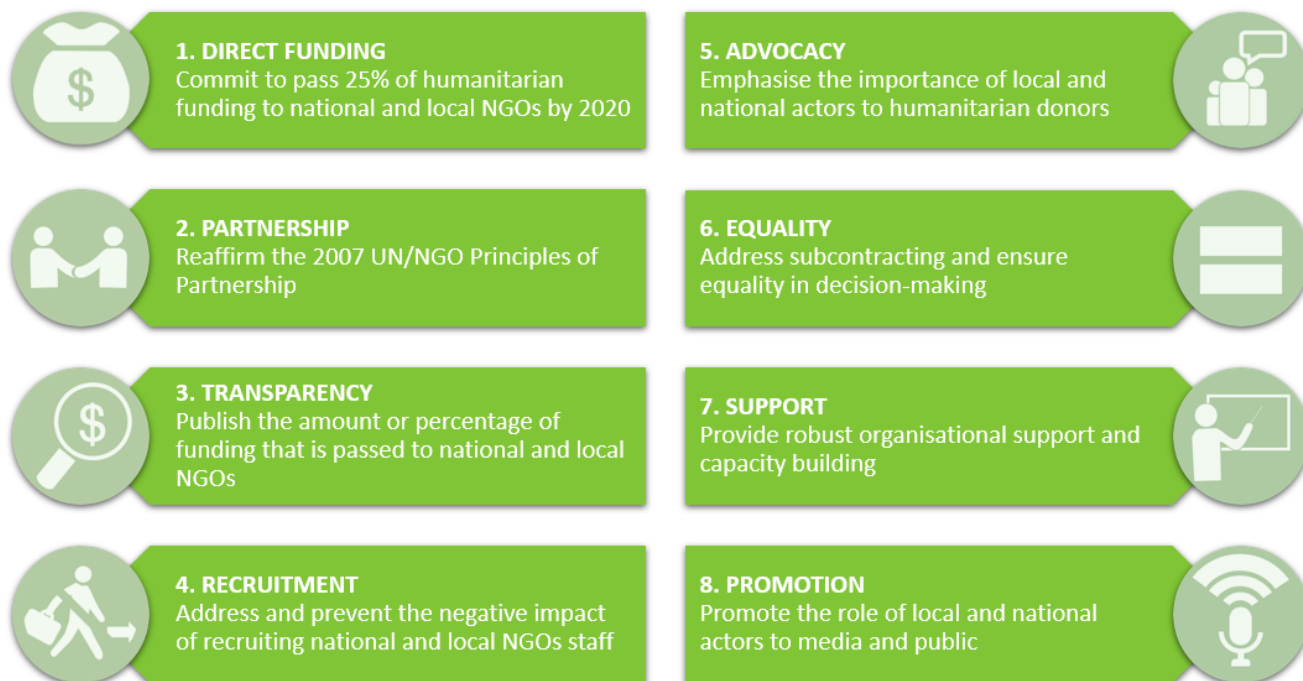 1. DIRECT FUNDING
Commit to pass 25% of humanitarian
funding to national and local NGOs by 2020
2. PARTNERSHIP
Reaffirm the 2007 UN/NGO Principles of
Partnership
3. TRANSPARENCY
Publish the amount or percentage of
funding that is passed to national and local
NGOs
4. RECRUITMENT
Address and prevent the negative impact
of recruiting national and local NGOs staff
5. ADVOCACY
Emphasise the importance of local and
national actors to humanitarian donors
6. EQUALITY
Address subcontracting and ensure
equality in decision-making
7. SUPPORT
Provide robust organisational support and
capacity building
8. PROMOTION
Promote the role of local and national
actors to media and public